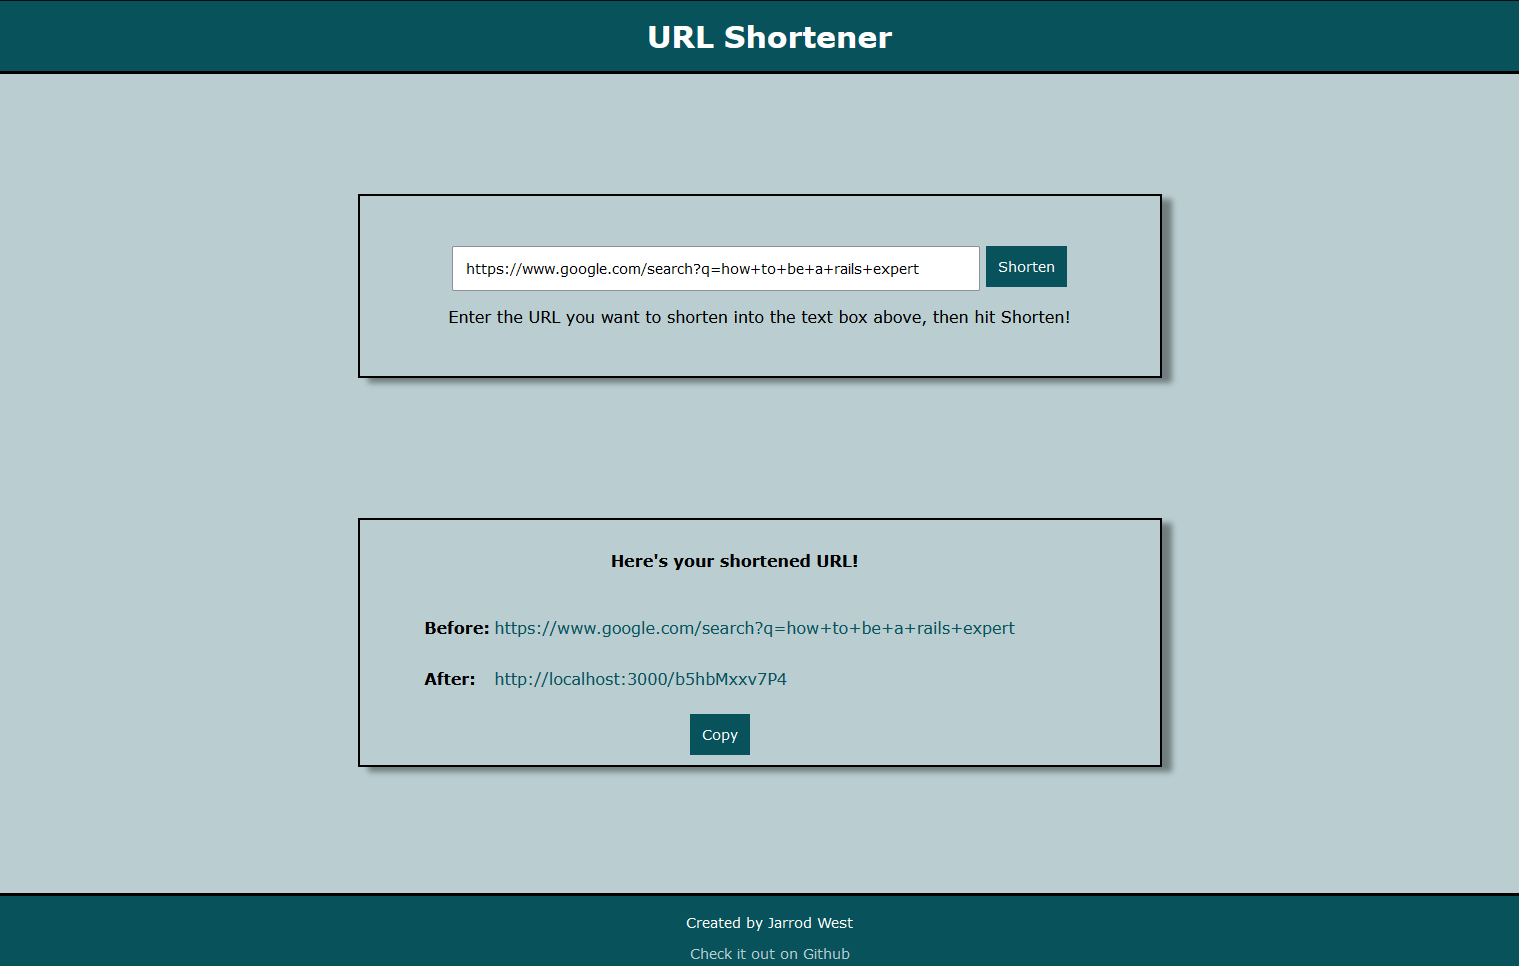 URL Shortener
https://www.google.com/search?q=how+to+be+a+rails+expert Shorten
Enter the URL you want to shorten into the text box above, then hit Shorten!
Here's your shortened URL!
Before: https://www.google.com/search?q=how+to+be+a+rails+expert
After: http://localhost:3000/b5hbMxxv7P4
Copy
Created by Jarrod West
Check it out on Github